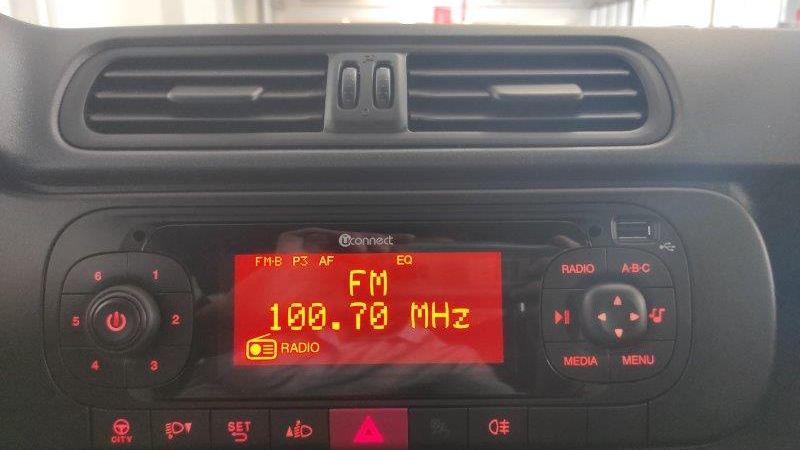 Uconnect
FM-B P3 AF EQ
FM
100.70 MHz
RADIO
6 1
5 2
4 3
RADIO A·B·C
MEDIA MENU
CITY
SET